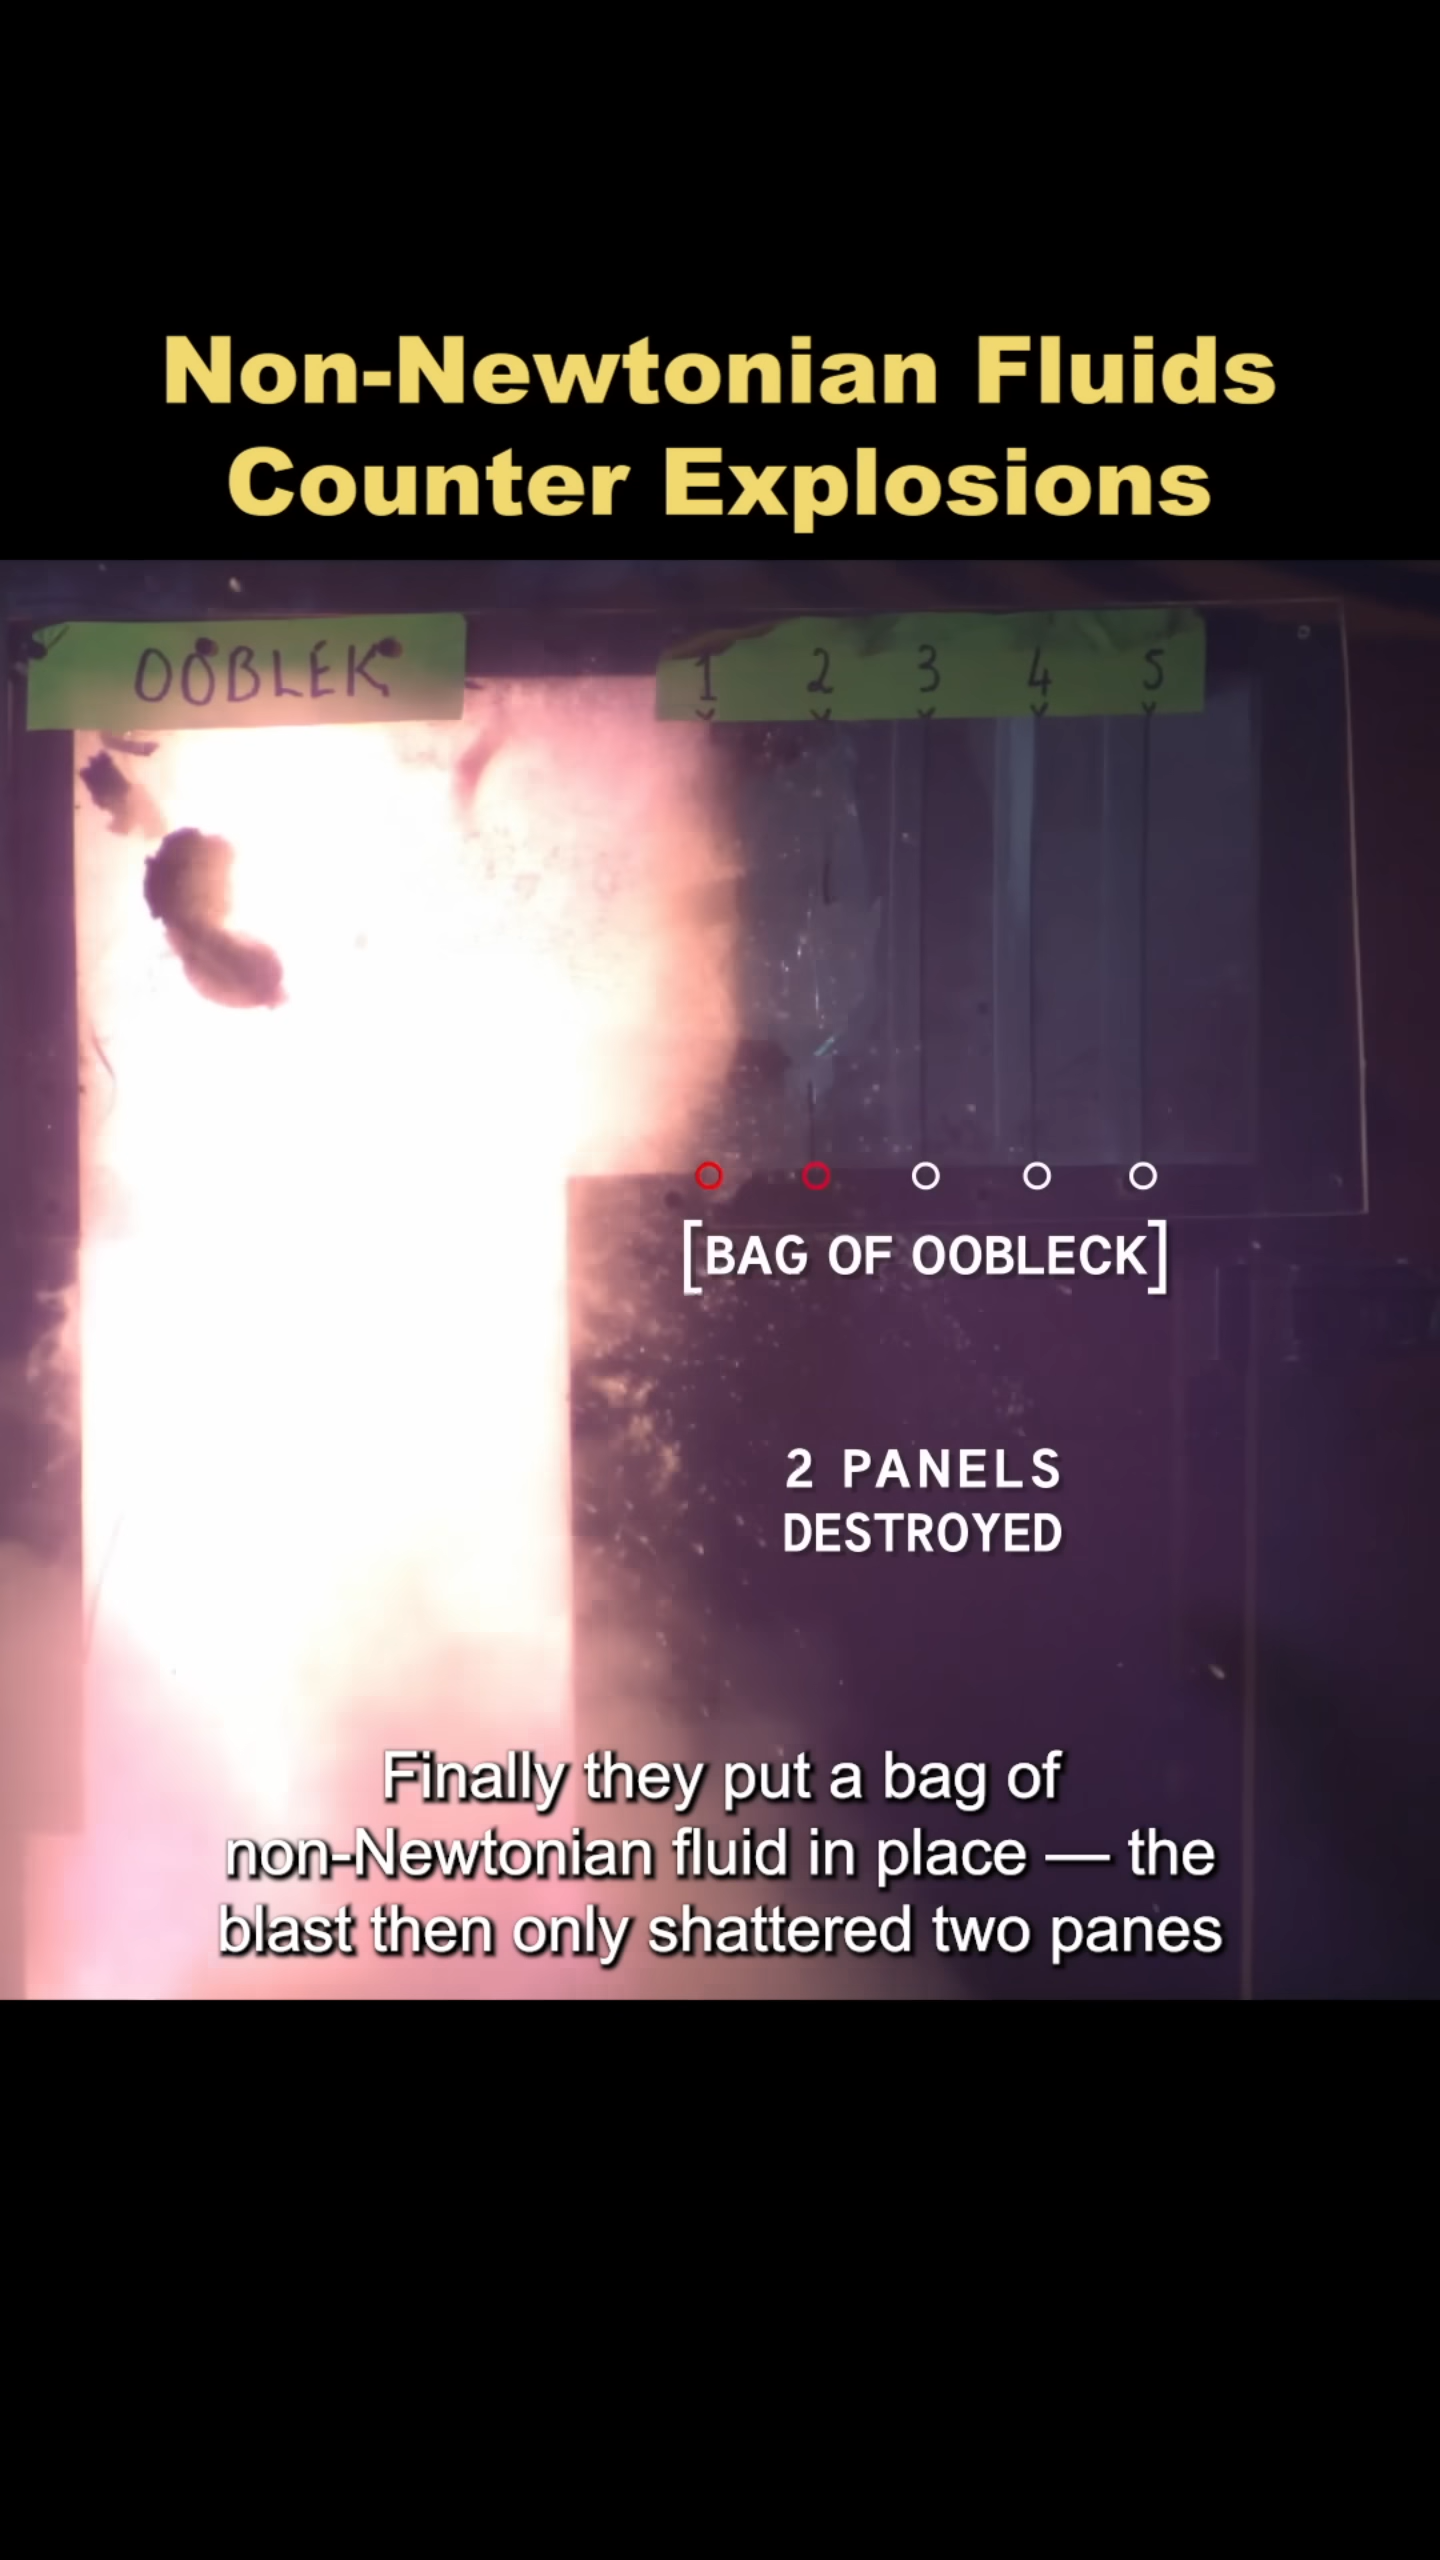 Non-Newtonian Fluids
Counter Explosions
OOBLEK
1 2 3 4 5
[BAG OF OOBLECK]
2 PANELS
DESTROYED
Finally they put a bag of
non-Newtonian fluid in place — the
blast then only shattered two panes